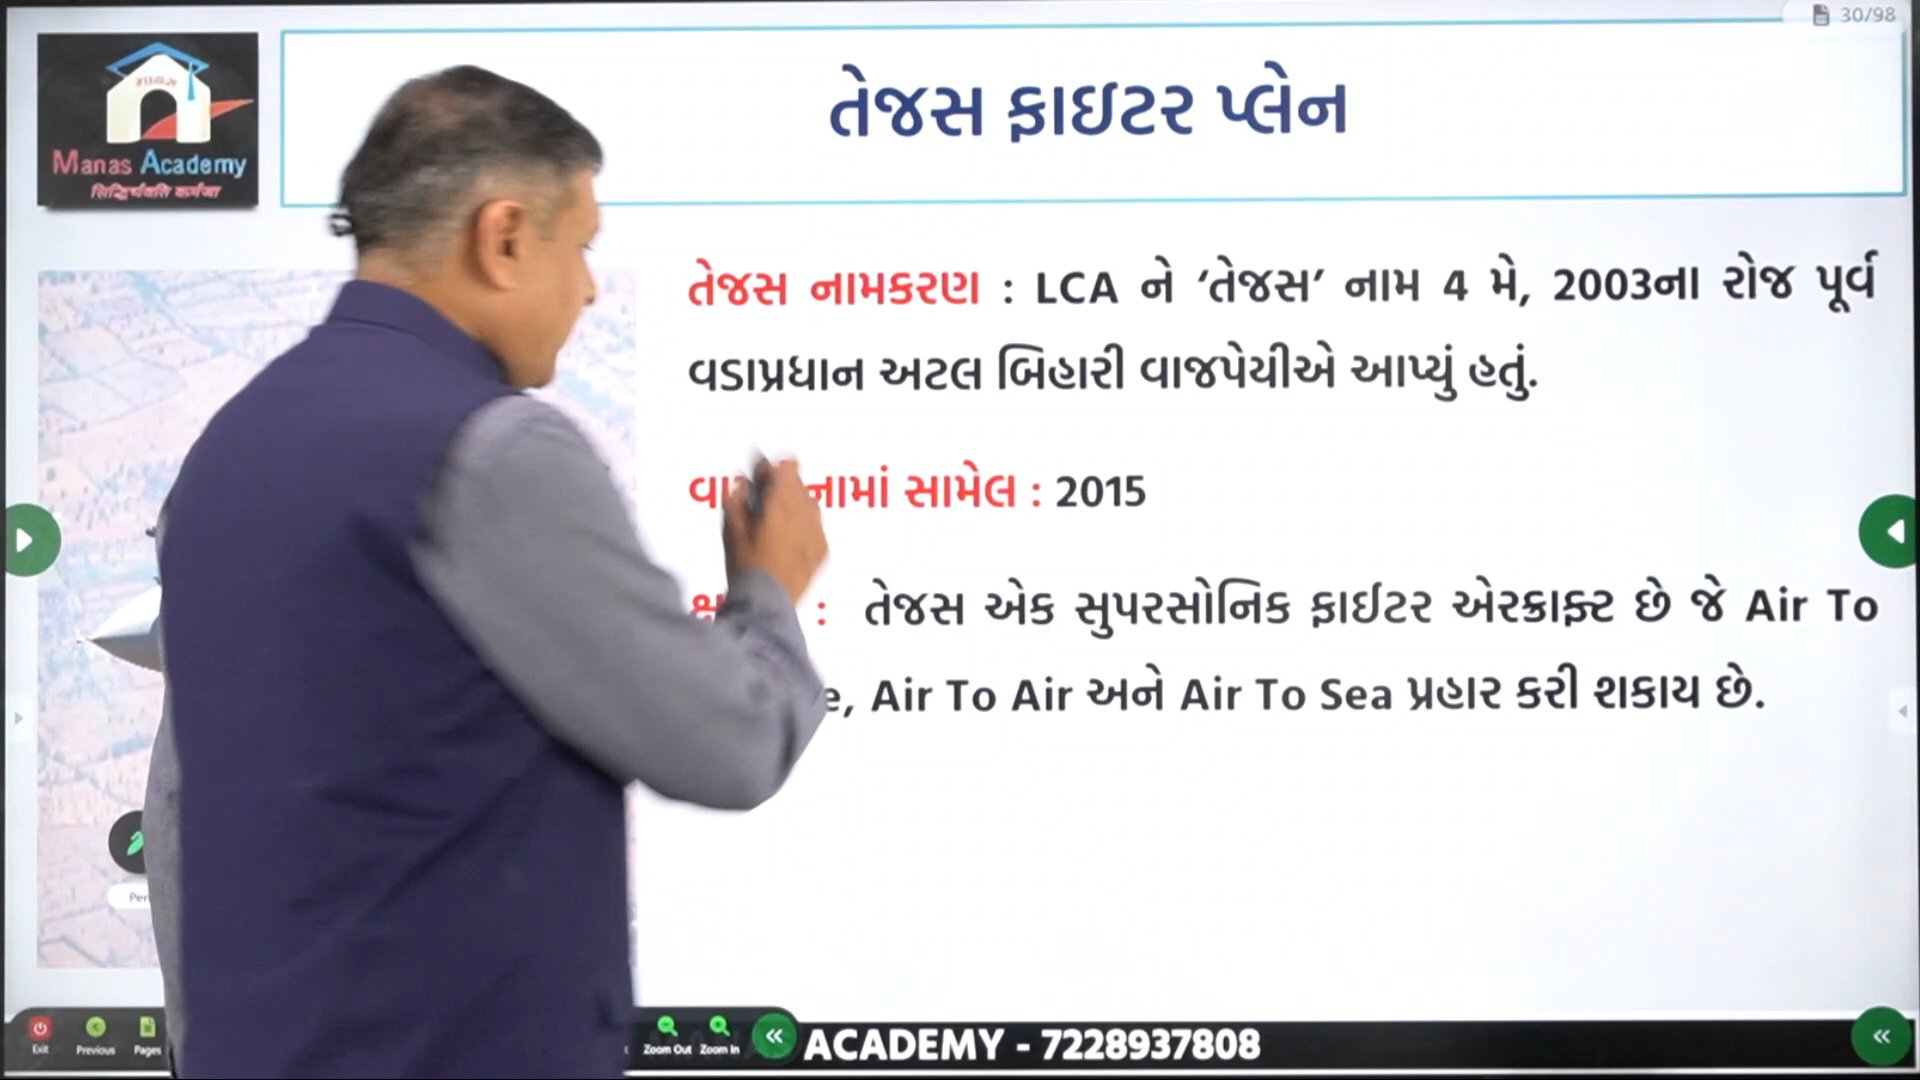 30/98
માનસ
Manas Academy
તેજસ ફાઇટર પ્લેન
તેજસ નામકરણ : LCA ને ‘તેજસ’ નામ 4 મે, 2003ના રોજ પૂર્વ
વડાપ્રધાન અટલ બિહારી વાજપેયીએ આપ્યું હતું.
નામાં સામેલ : 2015
: તેજસ એક સુપરસોનિક ફાઈટર એરક્રાફ્ટ છે જે Air To
Air To Air અને Air To Sea પ્રહાર કરી શકાય છે.
Exit Previous Pages Zoom Out Zoom In
ACADEMY - 7228937808